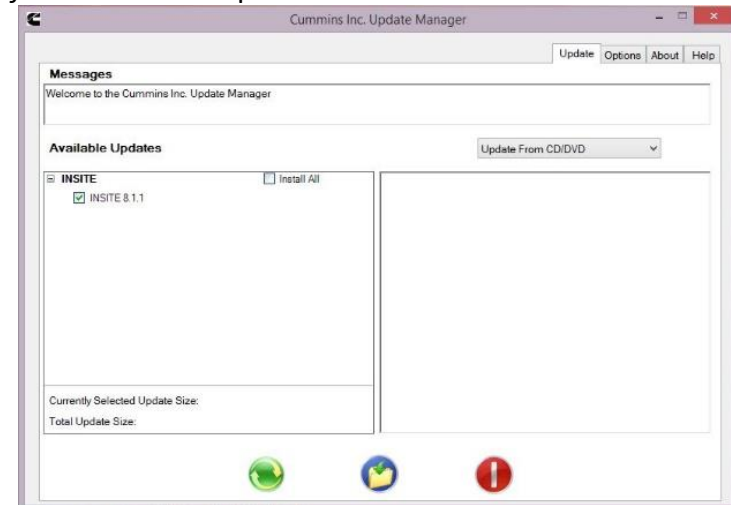 Cummins Inc. Update Manager
Update Options About Help
Messages
Welcome to the Cummins Inc. Update Manager
Available Updates
Update From CD/DVD
INSITE
Install All
INSITE 8.1.1
Currently Selected Update Size:
Total Update Size: